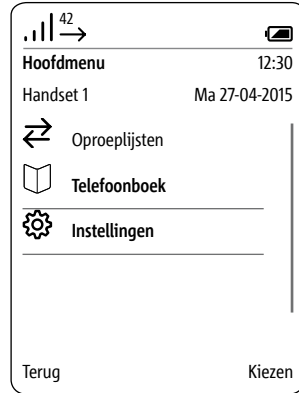 42
Hoofdmenu 12:30
Handset 1 Ma 27-04-2015
Oproeplijsten
Telefoonboek
Instellingen
Terug Kiezen